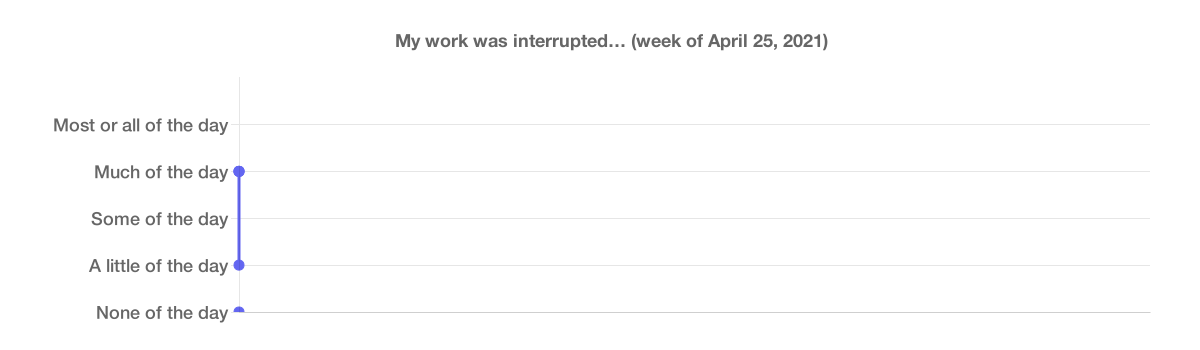 My work was interrupted… (week of April 25, 2021)
Most or all of the day
Much of the day
Some of the day
A little of the day
None of the day